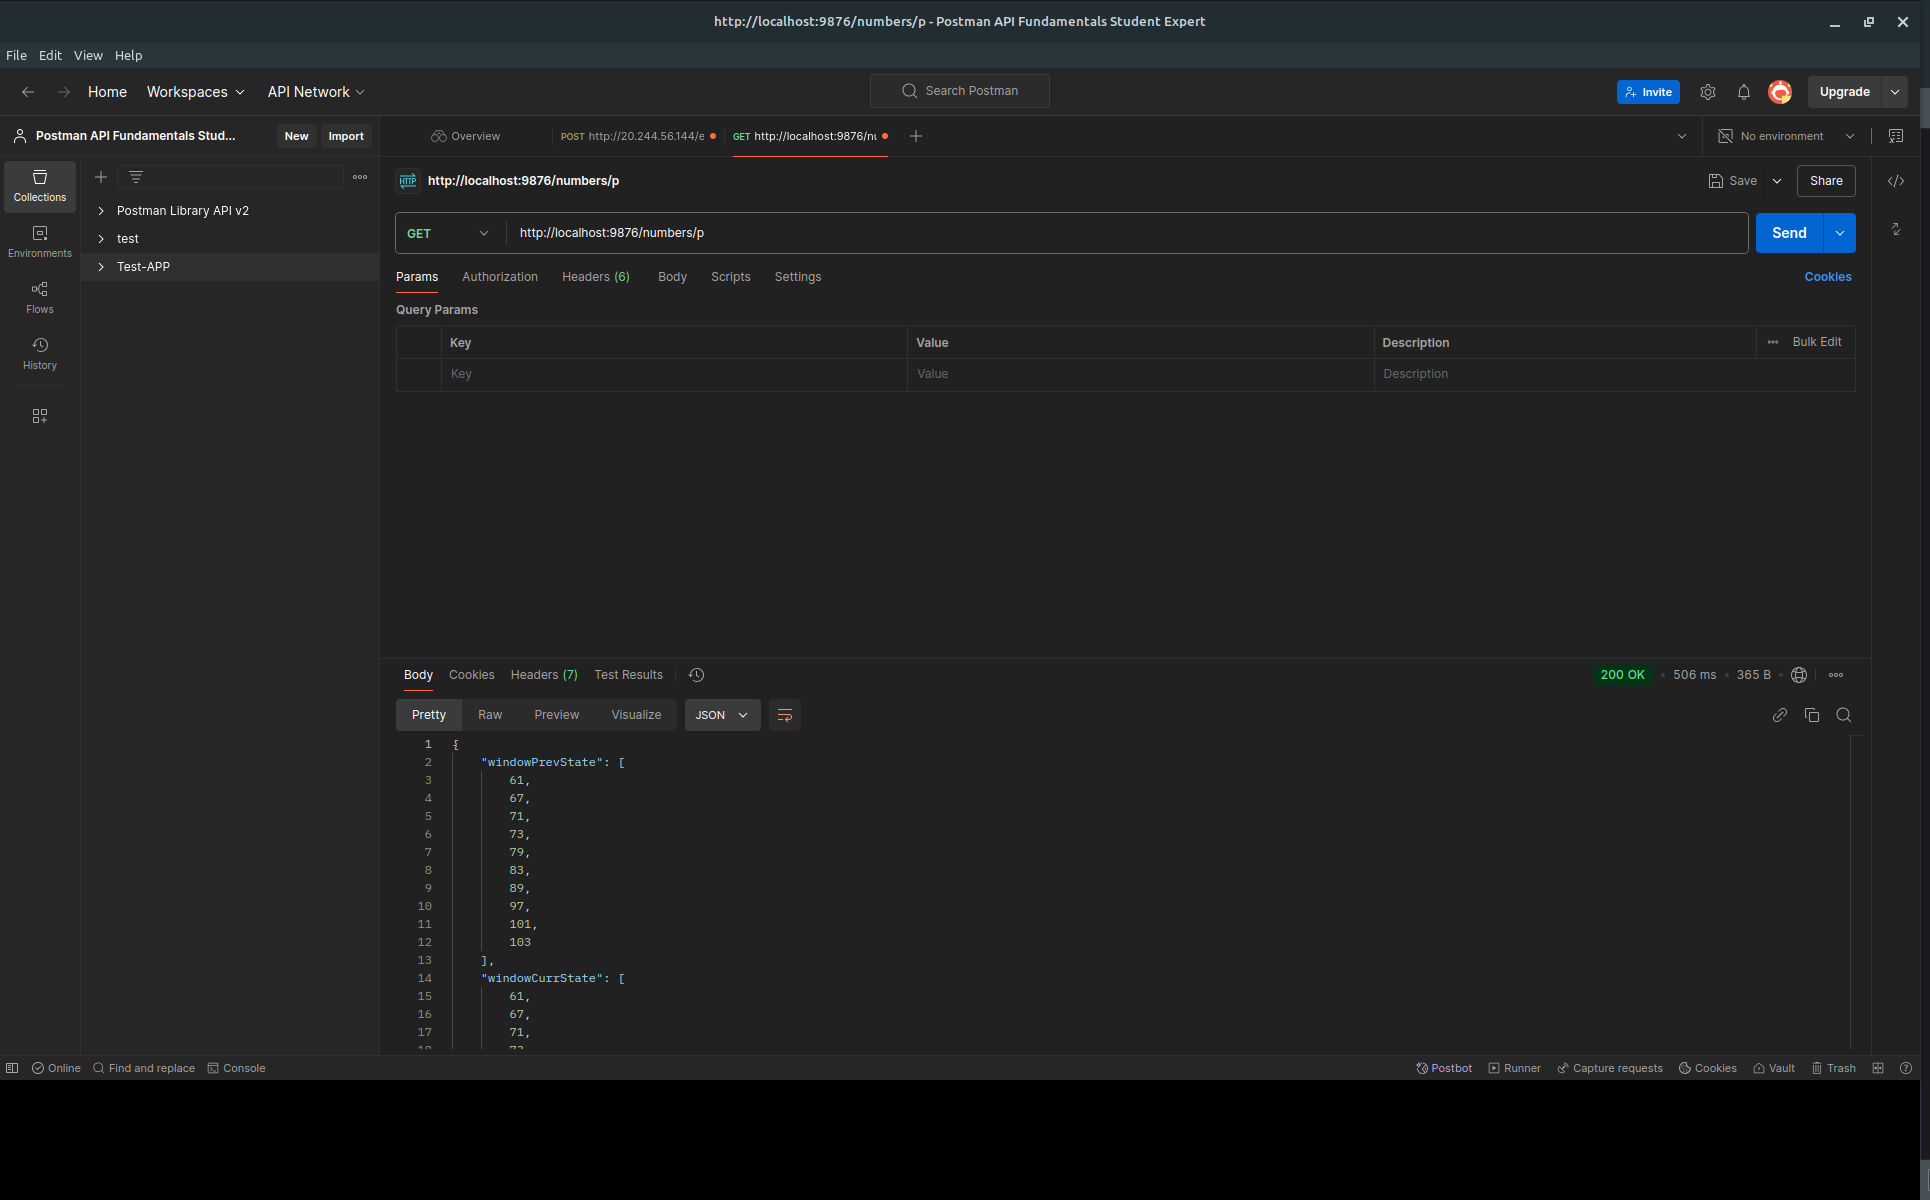 http://localhost:9876/numbers/p - Postman API Fundamentals Student Expert
File Edit View Help
Home Workspaces API Network Search Postman Invite Upgrade
Postman API Fundamentals Stud... New Import Overview POST http://20.244.56.144/e GET http://localhost:9876/nu No environment
Collections
Environments
Flows
History
Postman Library API v2
test
Test-APP
HTTP http://localhost:9876/numbers/p Save Share
GET http://localhost:9876/numbers/p Send
Params Authorization Headers (6) Body Scripts Settings Cookies
Query Params
Key Value Description Bulk Edit
Key Value Description
Body Cookies Headers (7) Test Results 200 OK 506 ms 365 B
Pretty Raw Preview Visualize JSON
1 {
2 "windowPrevState": [
3 61,
4 67,
5 71,
6 73,
7 79,
8 83,
9 89,
10 97,
11 101,
12 103
13 ],
14 "windowCurrState": [
15 61,
16 67,
17 71,
Online Find and replace Console Postbot Runner Capture requests Cookies Vault Trash